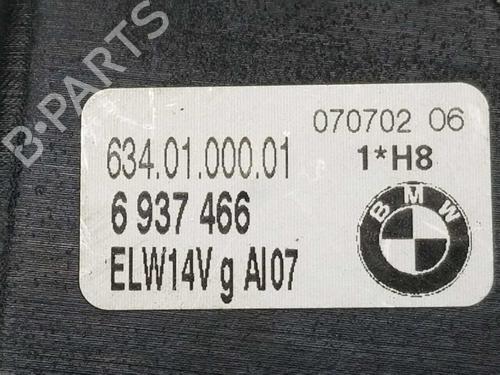 B-PARTS
070702 06
634.01.000.01
1*H8
6 937 466
BMW
ELW14V g AI07